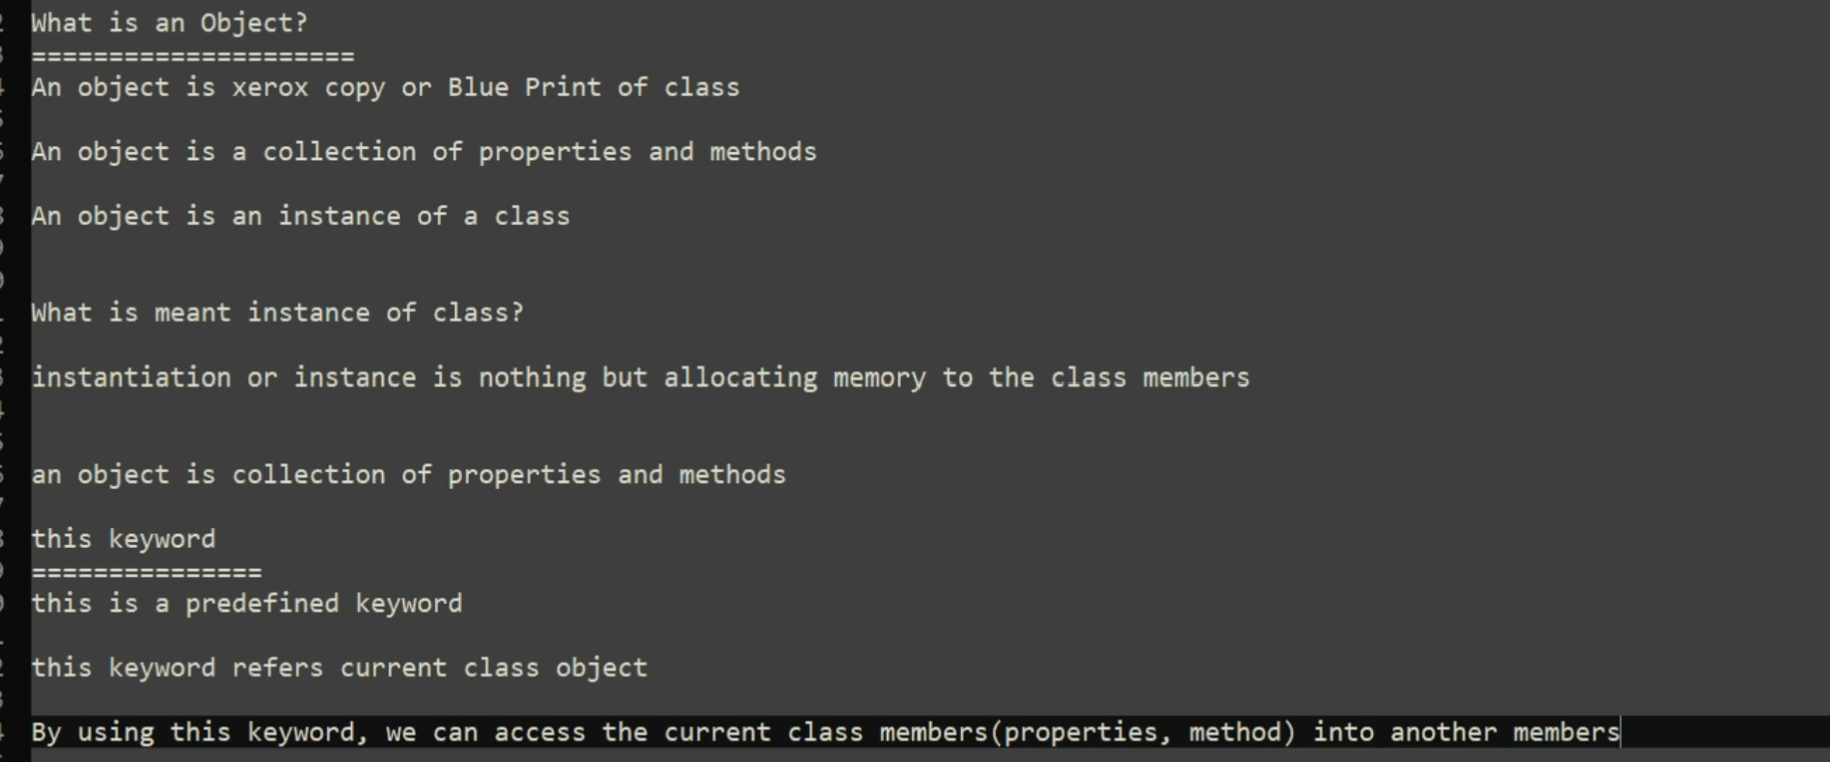 What is an Object?
=====================
An object is xerox copy or Blue Print of class
An object is a collection of properties and methods
An object is an instance of a class
What is meant instance of class?
instantiation or instance is nothing but allocating memory to the class members
an object is collection of properties and methods
this keyword
===============
this is a predefined keyword
this keyword refers current class object
By using this keyword, we can access the current class members(properties, method) into another members